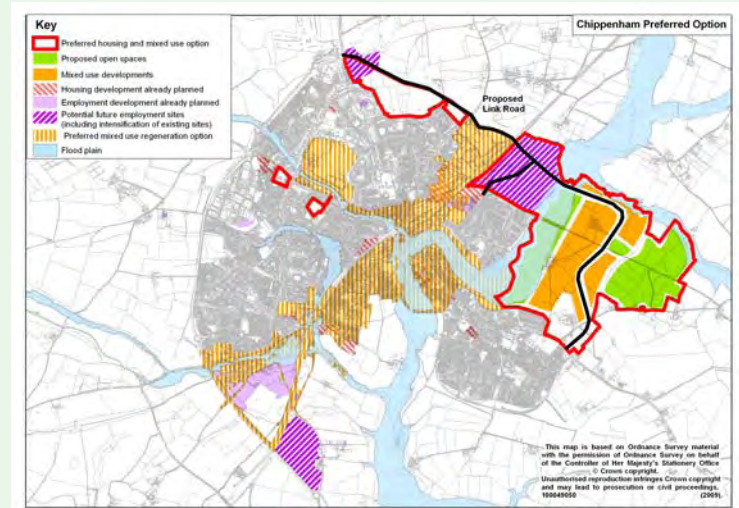 Key
Preferred housing and mixed use option
Proposed open spaces
Mixed use developments
Housing development already planned
Employment development already planned
Potential future employment sites
(including intensification of existing sites)
Preferred mixed use regeneration option
Flood plain
Chippenham Preferred Option
Proposed
Link Road
This map is based on Ordnance Survey material
with the permission of Ordnance Survey on behalf
of the Controller of Her Majesty's Stationery Office
© Crown copyright.
Unauthorised reproduction infringes Crown copyright
and may lead to prosecution or civil proceedings.
100049050 (2009)